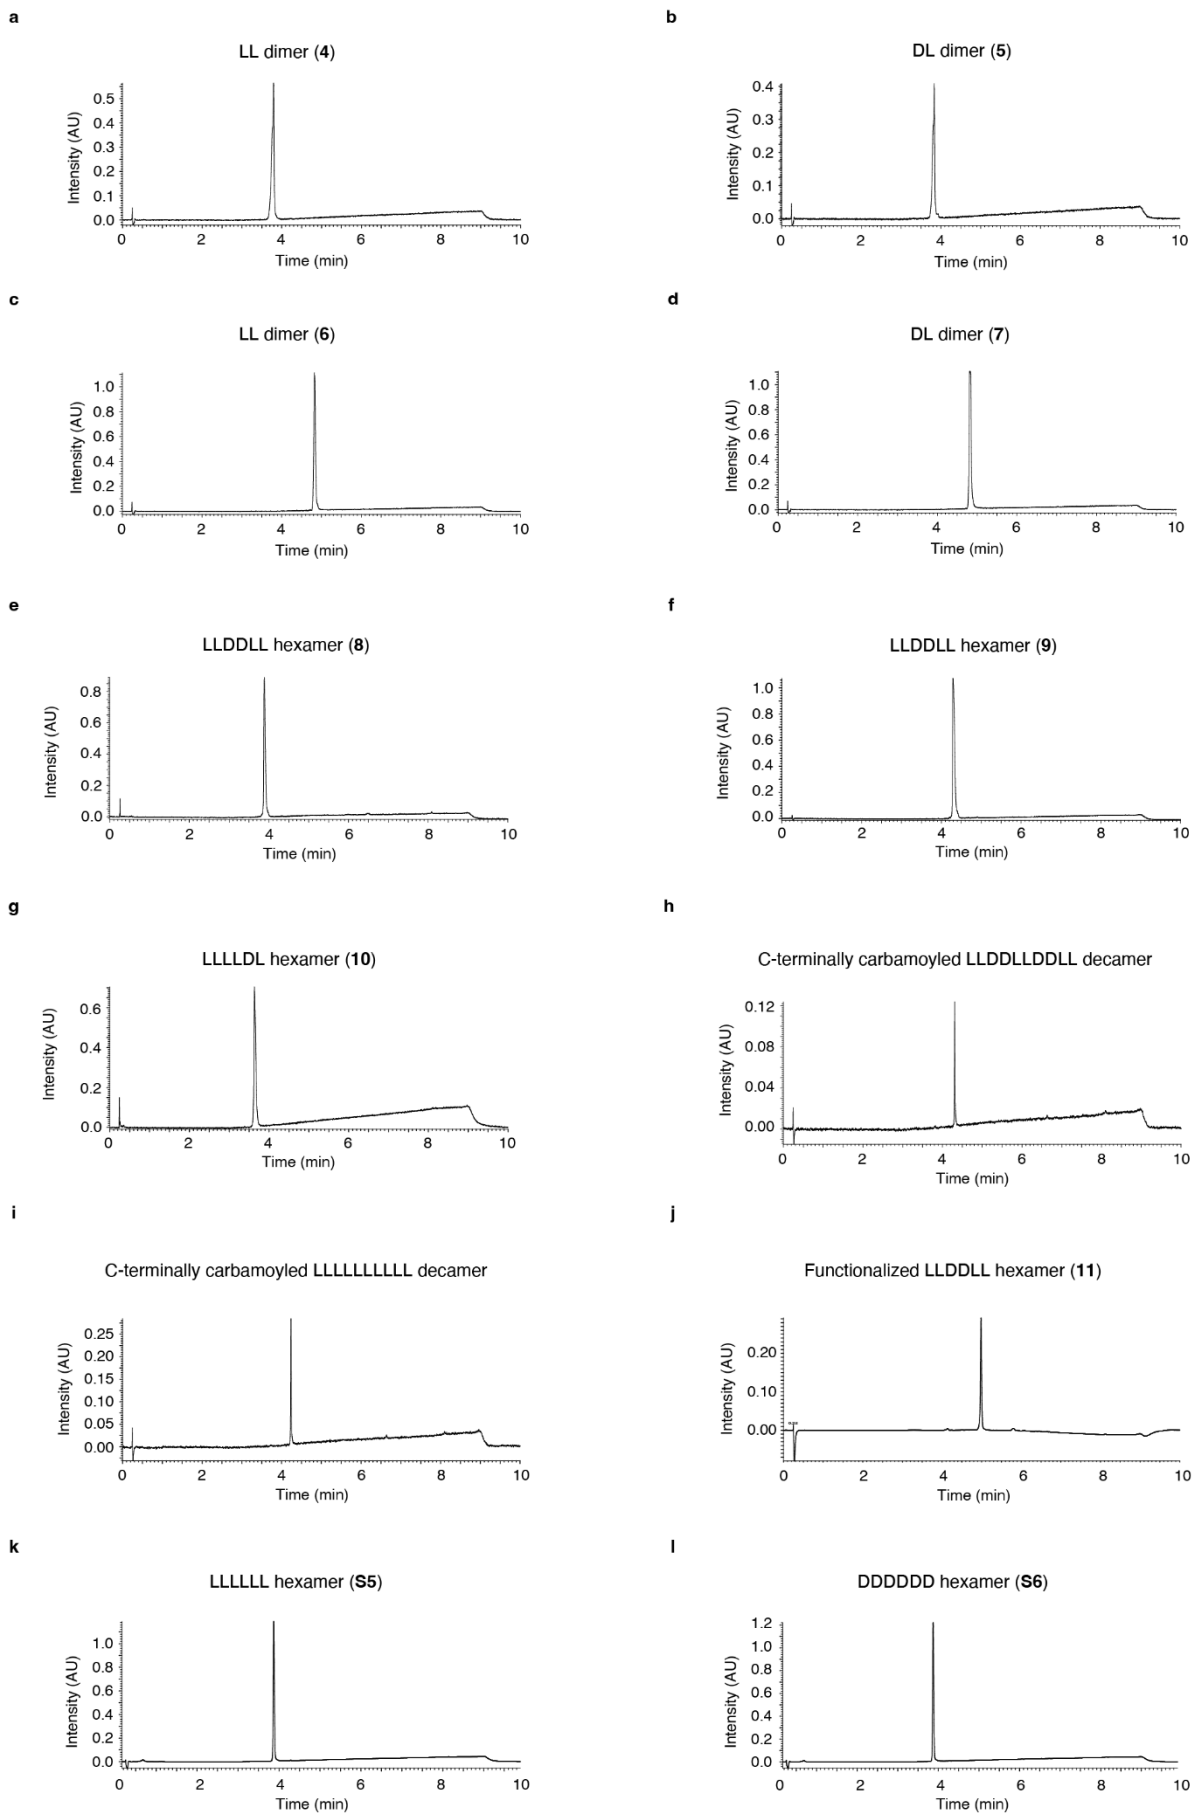 a
LL dimer (4)
Intensity (AU)
0.5
0.4
0.3
0.2
0.1
0.0
0 2 4 6 8 10
Time (min)
b
DL dimer (5)
Intensity (AU)
0.4
0.3
0.2
0.1
0.0
0 2 4 6 8 10
Time (min)
c
LL dimer (6)
Intensity (AU)
1.0
0.8
0.6
0.4
0.2
0.0
0 2 4 6 8 10
Time (min)
d
DL dimer (7)
Intensity (AU)
1.0
0.8
0.6
0.4
0.2
0.0
0 2 4 6 8 10
Time (min)
e
LLDDLL hexamer (8)
Intensity (AU)
0.8
0.6
0.4
0.2
0.0
0 2 4 6 8 10
Time (min)
f
LLDDLL hexamer (9)
Intensity (AU)
1.0
0.8
0.6
0.4
0.2
0.0
0 2 4 6 8 10
Time (min)
g
LLLLDL hexamer (10)
Intensity (AU)
0.6
0.4
0.2
0.0
0 2 4 6 8 10
Time (min)
h
C-terminally carbamoyled LLDDLLDDLL decamer
Intensity (AU)
0.12
0.08
0.04
0.00
0 2 4 6 8 10
Time (min)
i
C-terminally carbamoyled LLLLLLLLLL decamer
Intensity (AU)
0.25
0.20
0.15
0.10
0.05
0.00
0 2 4 6 8 10
Time (min)
j
Functionalized LLDDLL hexamer (11)
Intensity (AU)
0.20
0.10
0.00
0 2 4 6 8 10
Time (min)
k
LLLLLL hexamer (S5)
Intensity (AU)
1.0
0.8
0.6
0.4
0.2
0.0
0 2 4 6 8 10
Time (min)
l
DDDDDD hexamer (S6)
Intensity (AU)
1.2
1.0
0.8
0.6
0.4
0.2
0.0
0 2 4 6 8 10
Time (min)